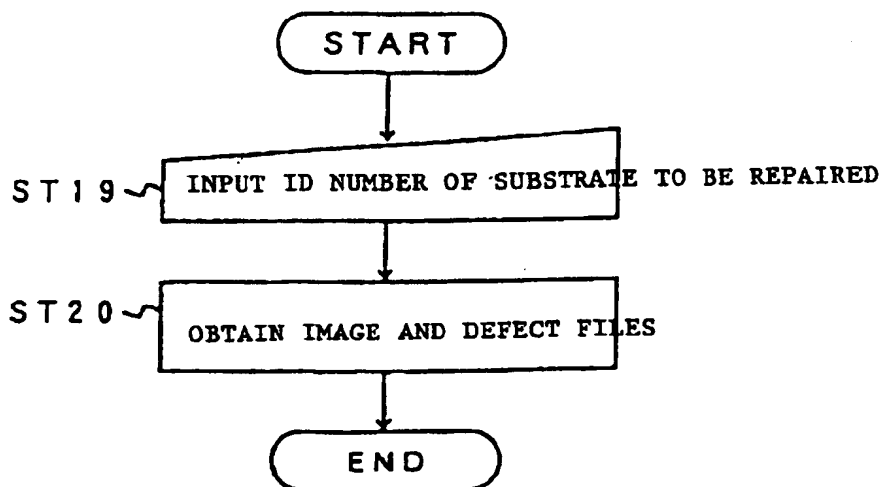 START
ST19 INPUT ID NUMBER OF SUBSTRATE TO BE REPAIRED
ST20 OBTAIN IMAGE AND DEFECT FILES
END